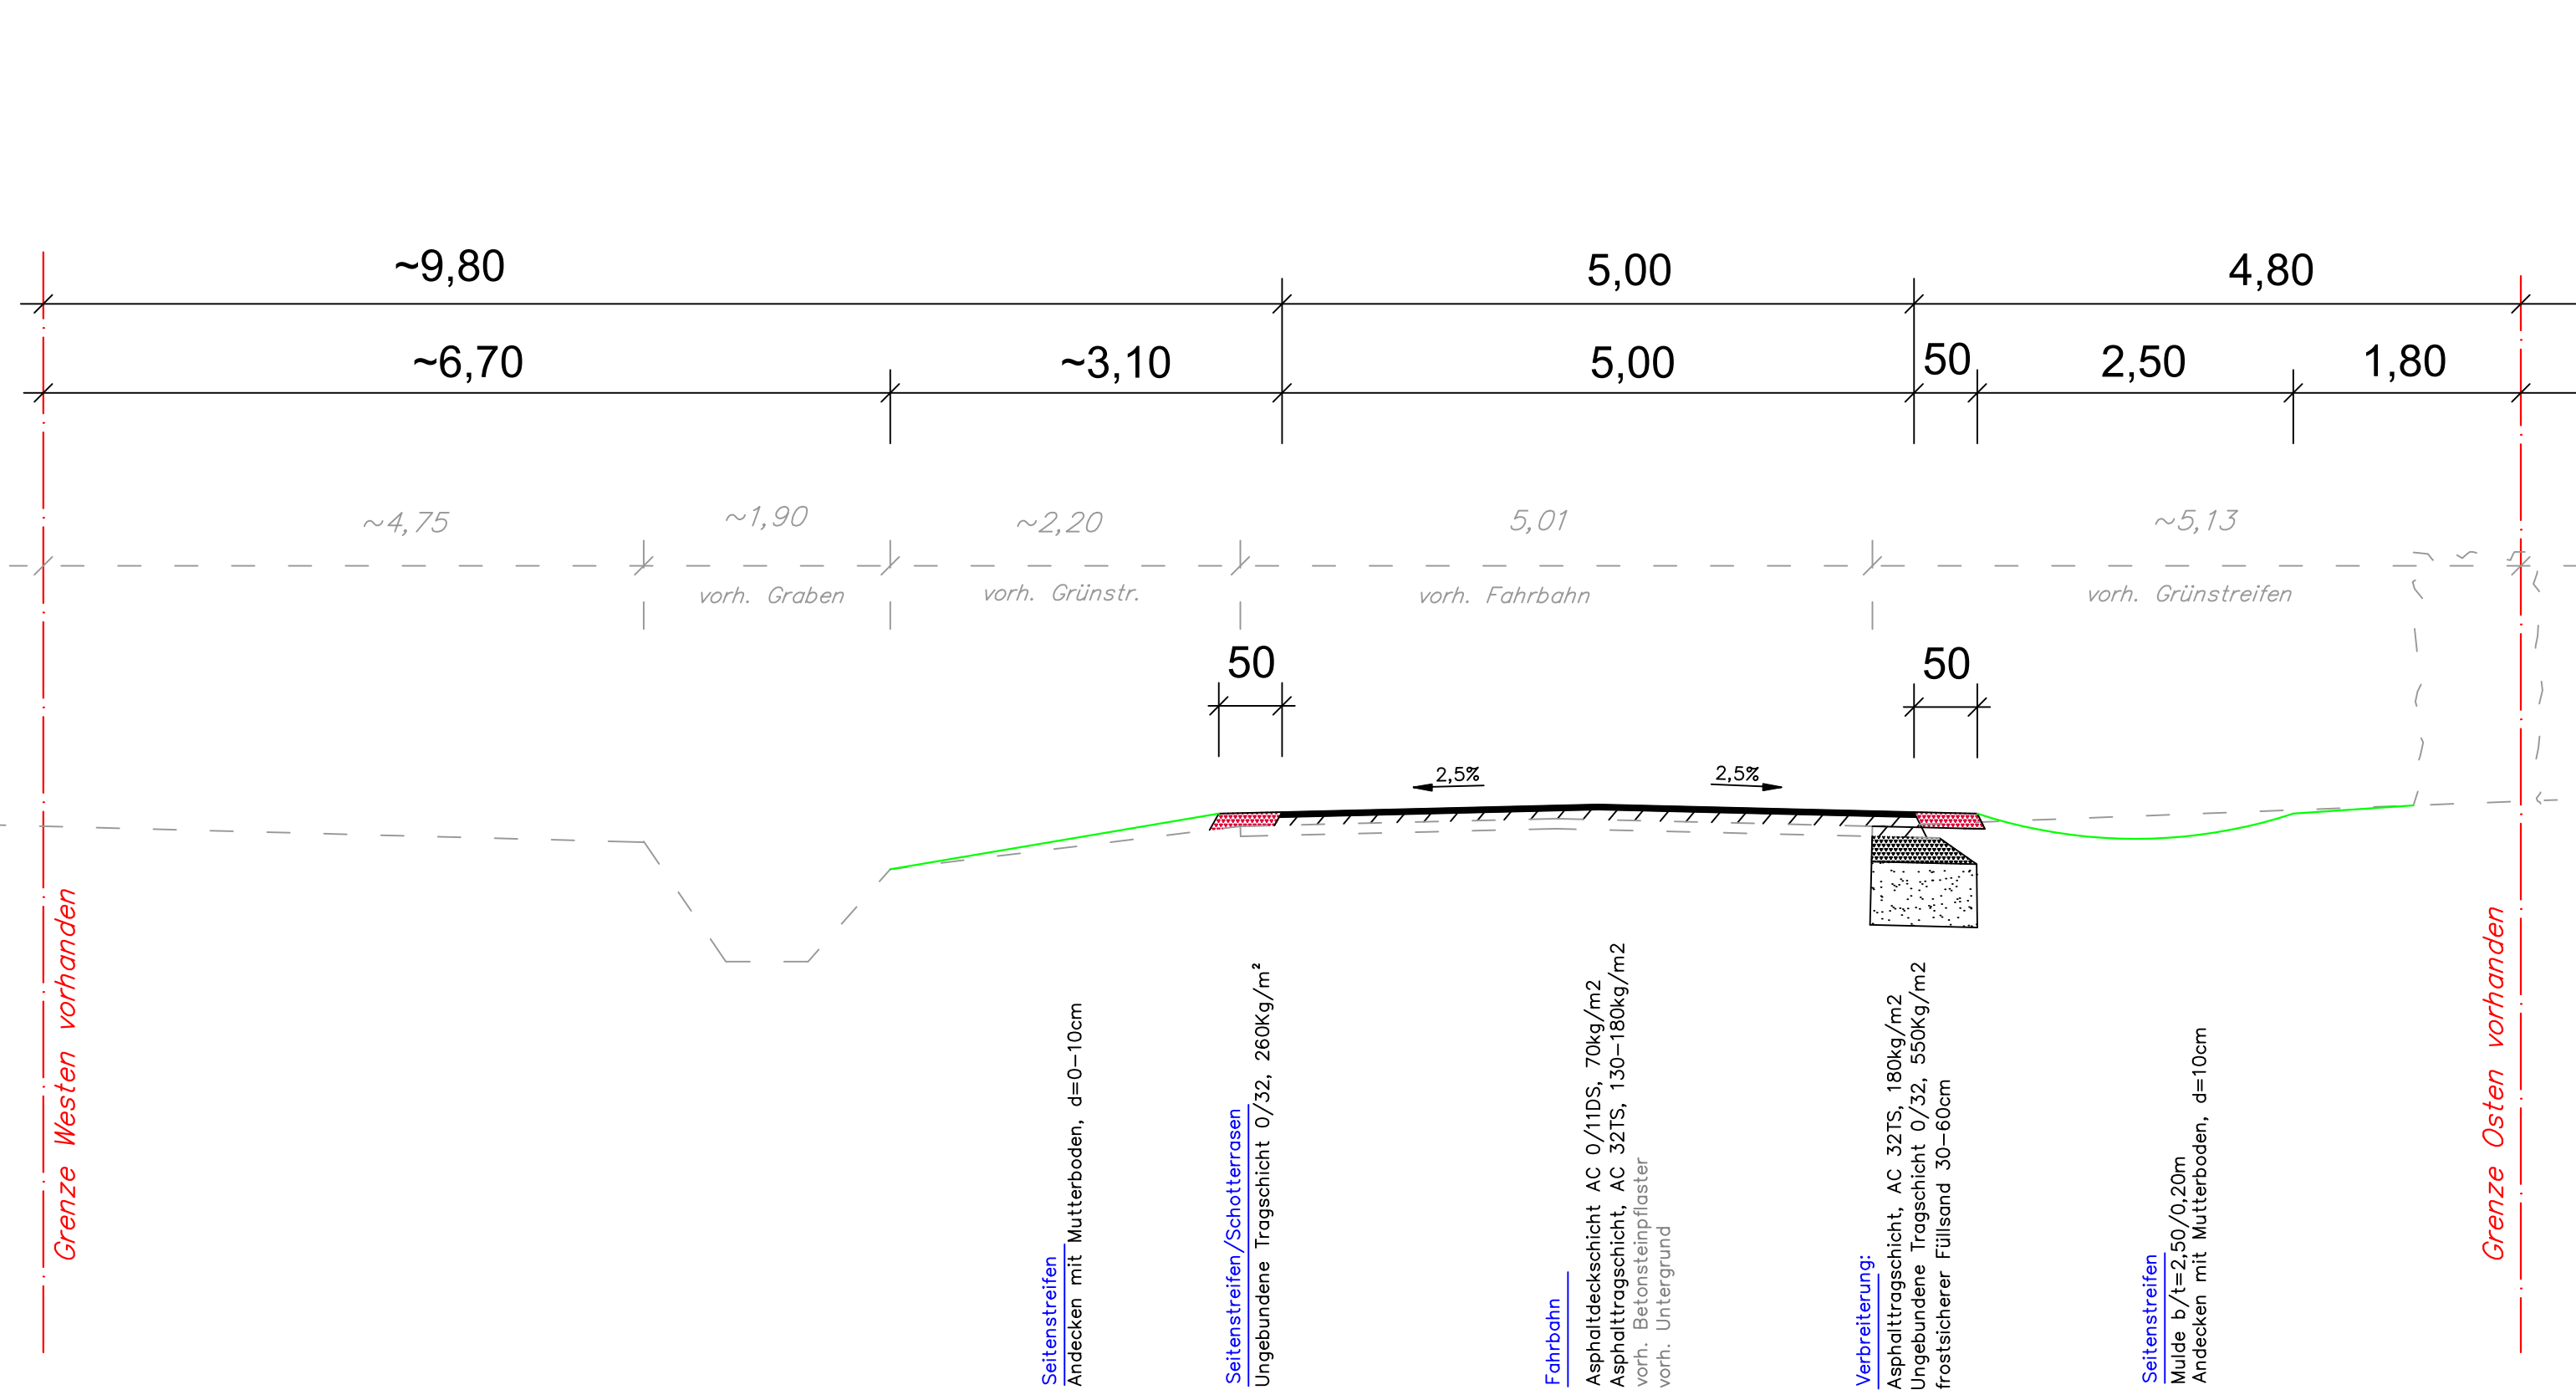 ~9,80
5,00
4,80
~6,70
~3,10
5,00
50
2,50
1,80
~4,75
~1,90
~2,20
5,01
~5,13
vorh. Graben
vorh. Grünstr.
vorh. Fahrbahn
vorh. Grünstreifen
50
50
2,5%
2,5%
Grenze Westen vorhanden
Seitenstreifen
Andecken mit Mutterboden, d=0-10cm
Seitenstreifen/Schotterrasen
Ungebundene Tragschicht 0/32, 260Kg/m²
Fahrbahn
Asphaltdeckschicht AC 0/11DS, 70kg/m2
Asphalttragschicht, AC 32TS, 130-180kg/m2
vorh. Betonsteinpflaster
vorh. Untergrund
Verbreiterung:
Asphalttragschicht, AC 32TS, 180kg/m2
Ungebundene Tragschicht 0/32, 550Kg/m2
frostsicherer Füllsand 30-60cm
Seitenstreifen
Mulde b/t=2,50/0,20m
Andecken mit Mutterboden, d=10cm
Grenze Osten vorhanden